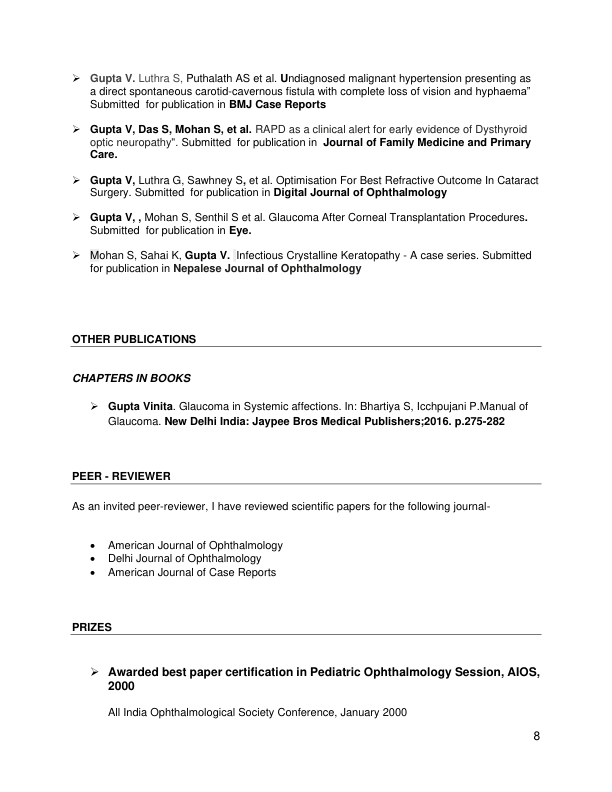 ➢ Gupta V. Luthra S, Puthalath AS et al. Undiagnosed malignant hypertension presenting as
a direct spontaneous carotid-cavernous fistula with complete loss of vision and hyphaema”
Submitted for publication in BMJ Case Reports
➢ Gupta V, Das S, Mohan S, et al. RAPD as a clinical alert for early evidence of Dysthyroid
optic neuropathy”. Submitted for publication in Journal of Family Medicine and Primary
Care.
➢ Gupta V, Luthra G, Sawhney S, et al. Optimisation For Best Refractive Outcome In Cataract
Surgery. Submitted for publication in Digital Journal of Ophthalmology
➢ Gupta V, , Mohan S, Senthil S et al. Glaucoma After Corneal Transplantation Procedures.
Submitted for publication in Eye.
➢ Mohan S, Sahai K, Gupta V. Infectious Crystalline Keratopathy - A case series. Submitted
for publication in Nepalese Journal of Ophthalmology
OTHER PUBLICATIONS
CHAPTERS IN BOOKS
➢ Gupta Vinita. Glaucoma in Systemic affections. In: Bhartiya S, Icchpujani P.Manual of
Glaucoma. New Delhi India: Jaypee Bros Medical Publishers;2016. p.275-282
PEER - REVIEWER
As an invited peer-reviewer, I have reviewed scientific papers for the following journal-
• American Journal of Ophthalmology
• Delhi Journal of Ophthalmology
• American Journal of Case Reports
PRIZES
➢ Awarded best paper certification in Pediatric Ophthalmology Session, AIOS,
2000
All India Ophthalmological Society Conference, January 2000
8